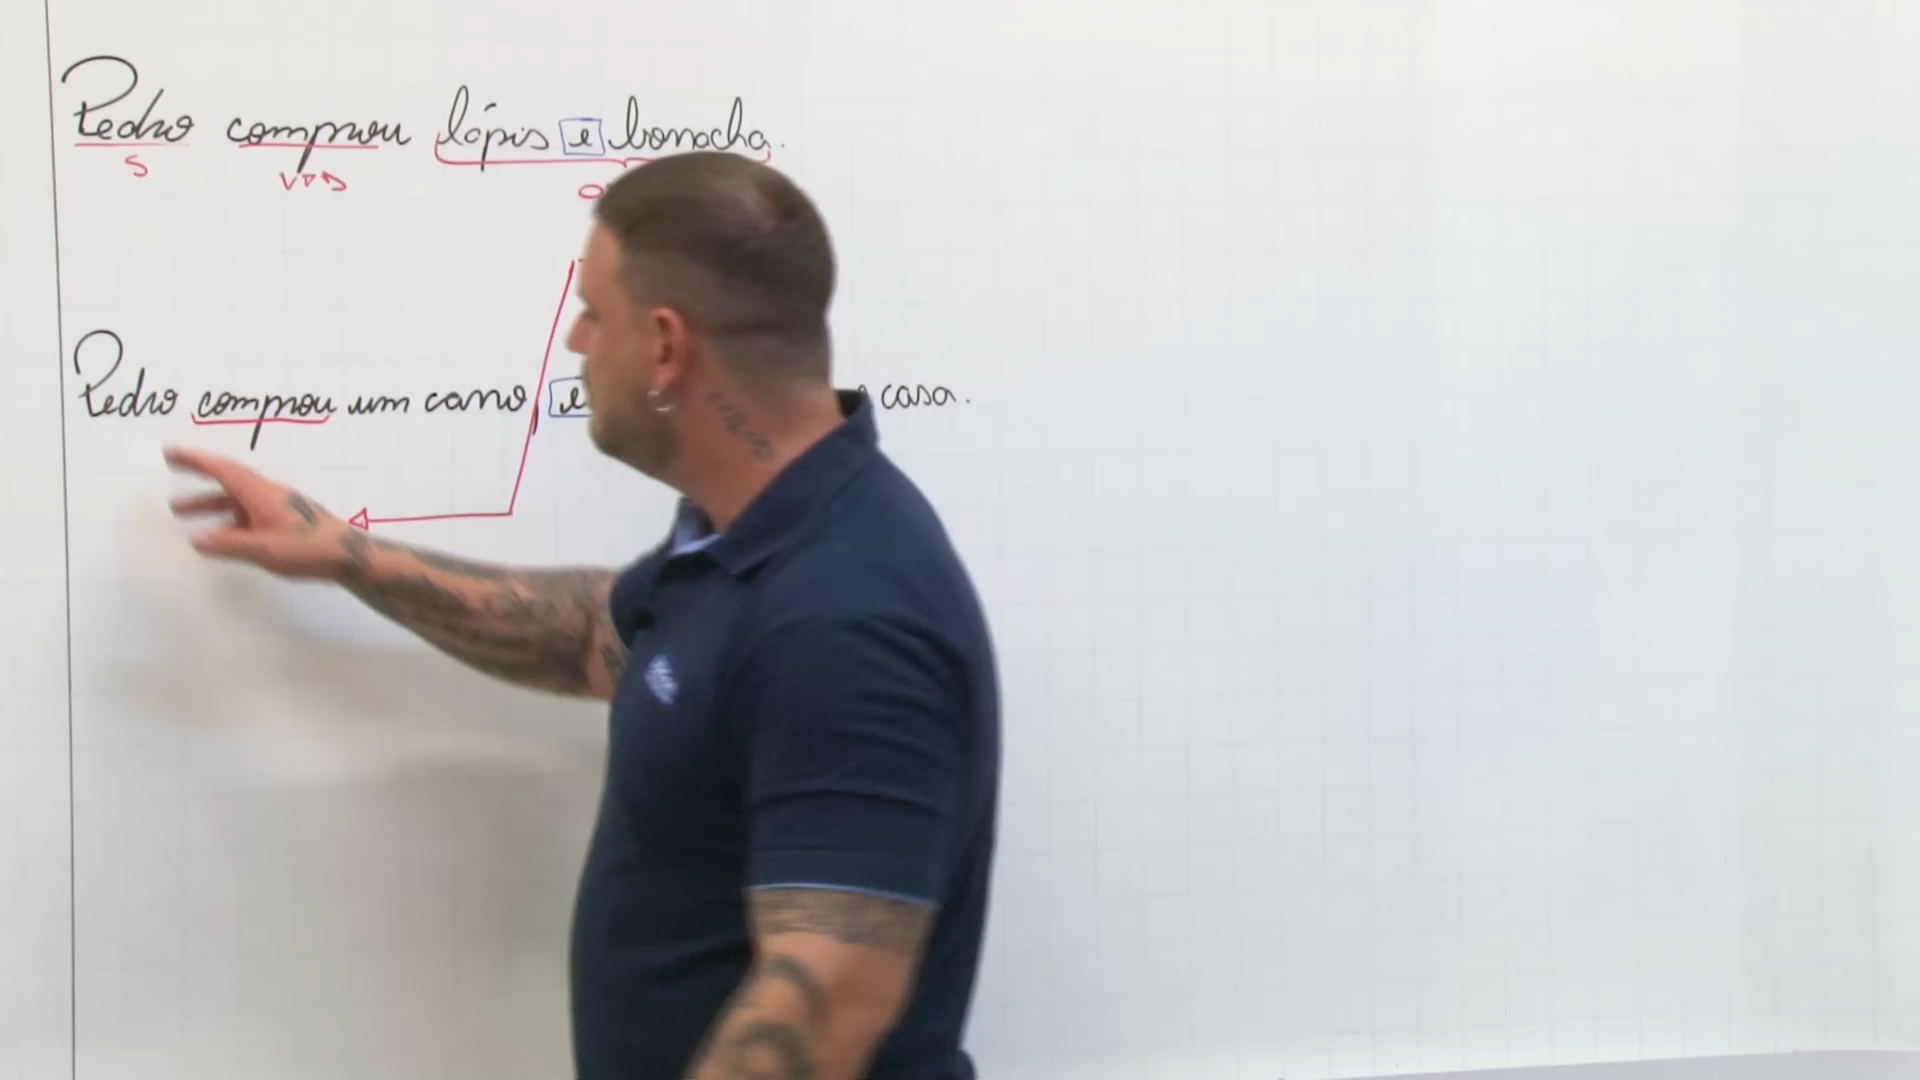 Pedro comprou lápis e borracha.
S VTD
Pedro comprou um carro, e casa.